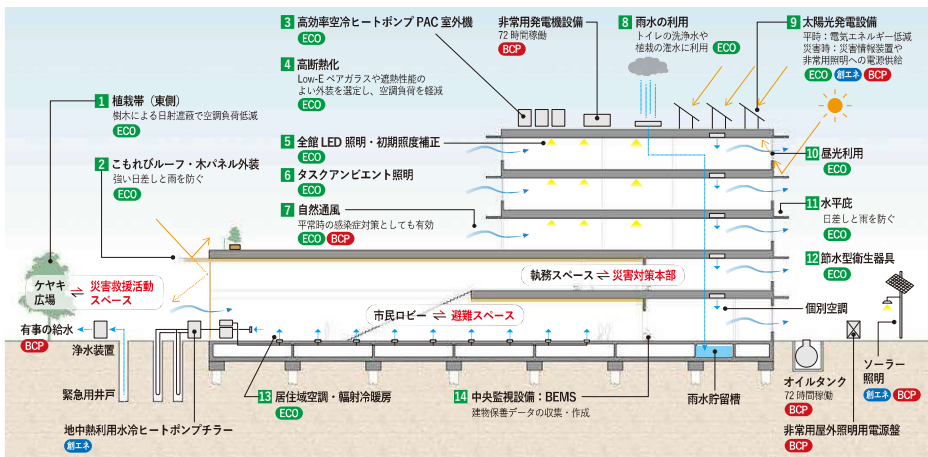 3 高効率空冷ヒートポンプ PAC 室外機
ECO
非常用発電機設備
72 時間稼働
BCP
8 雨水の利用
トイレの洗浄水や
植栽の潅水に利用 ECO
9 太陽光発電設備
平時：電気エネルギー低減
災害時：災害情報装置や
非常用照明への電源供給
ECO 創エネ BCP
4 高断熱化
Low-E ペアガラスや遮熱性能の
よい外装を選定し、空調負荷を軽減
ECO
1 植栽帯（東側）
樹木による日射遮蔽で空調負荷低減
ECO
5 全館 LED 照明・初期照度補正
ECO
10 昼光利用
ECO
2 こもれびルーフ・木パネル外装
強い日差しと雨を防ぐ
ECO
6 タスクアンビエント照明
ECO
7 自然通風
平常時の感染症対策としても有効
ECO BCP
11 水平庇
日差しと雨を防ぐ
ECO
12 節水型衛生器具
ECO
ケヤキ
広場
災害救援活動
スペース
執務スペース 災害対策本部
市民ロビー 避難スペース
個別空調
有事の給水
BCP
浄水装置
緊急用井戸
地中熱利用水冷ヒートポンプチラー
創エネ
13 居住域空調・輻射冷暖房
ECO
14 中央監視設備：BEMS
建物保善データの収集・作成
雨水貯留槽
オイルタンク
72 時間稼働
BCP
ソーラー
照明
創エネ BCP
非常用屋外照明用電源盤
BCP